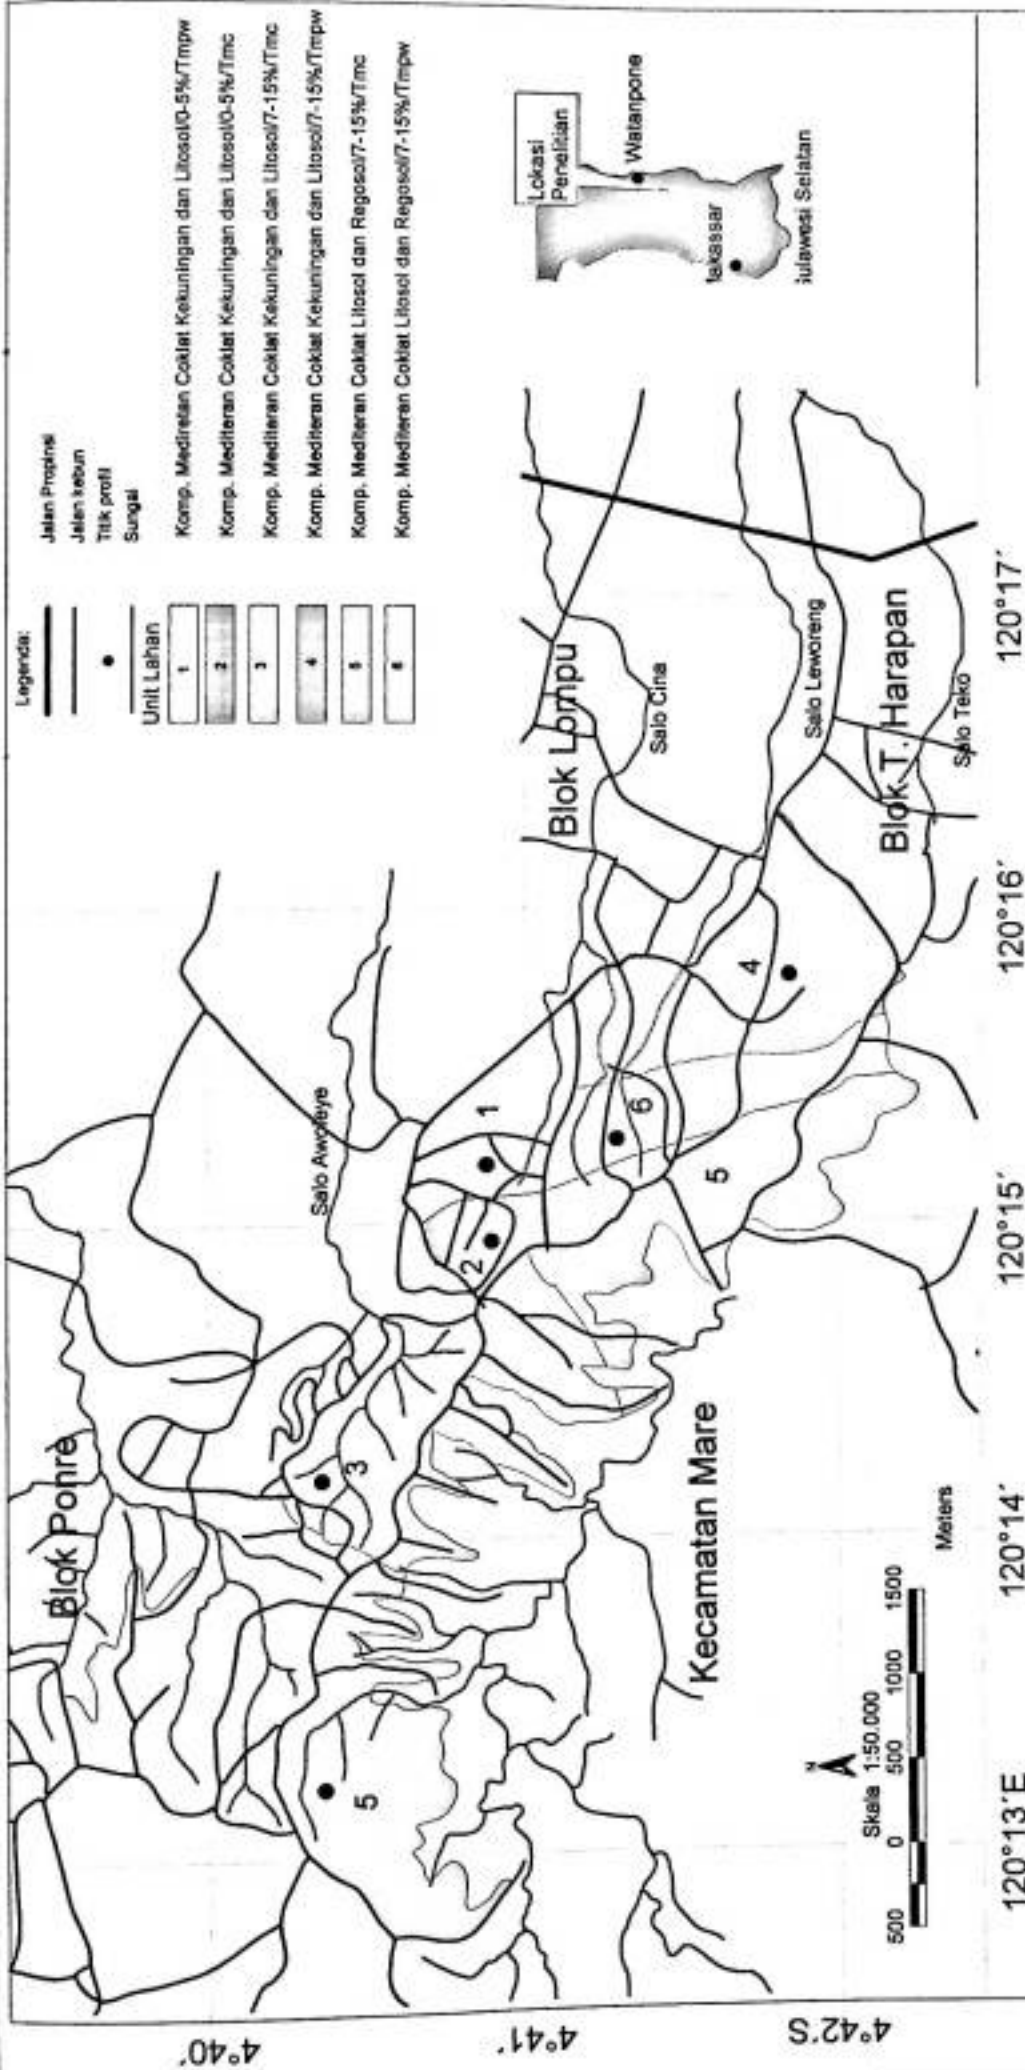 Legenda:
Jalan Propinsi
Jalan kebun
Titik profil
Sungai
Unit Lahan
1 Komp. Mediretan Coklat Kekuningan dan Litosol/0-5%/Tmpw
2 Komp. Mediteran Coklat Kekuningan dan Litosol/0-5%/Tmc
3 Komp. Mediteran Coklat Kekuningan dan Litosol/7-15%/Tmc
4 Komp. Mediteran Coklat Kekuningan dan Litosol/7-15%/Tmpw
5 Komp. Mediteran Coklat Litosol dan Regosol/7-15%/Tmc
6 Komp. Mediteran Coklat Litosol dan Regosol/7-15%/Tmpw
Lokasi
Penelitian
Watanpone
Makassar
Sulawesi Selatan
Blok Ponre
Salo Awoleye
Blok Lompu
Salo Cina
Salo Leworeng
Blok T. Harapan
Salo Teko
Kecamatan Mare
5
3
2
1
6
5
4
N
Skala 1:50.000
500 0 500 1000 1500
Meters
4°40´
4°41´
4°42´S
120°13´E
120°14´
120°15´
120°16´
120°17´